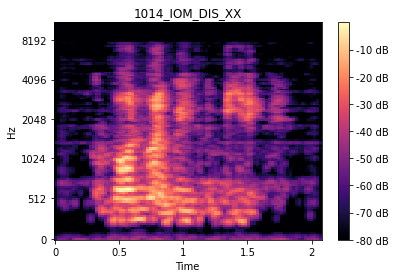 1014_IOM_DIS_XX
8192
4096
2048
1024
512
0
Hz
0
0.5
1
1.5
2
Time
-10 dB
-20 dB
-30 dB
-40 dB
-50 dB
-60 dB
-70 dB
-80 dB